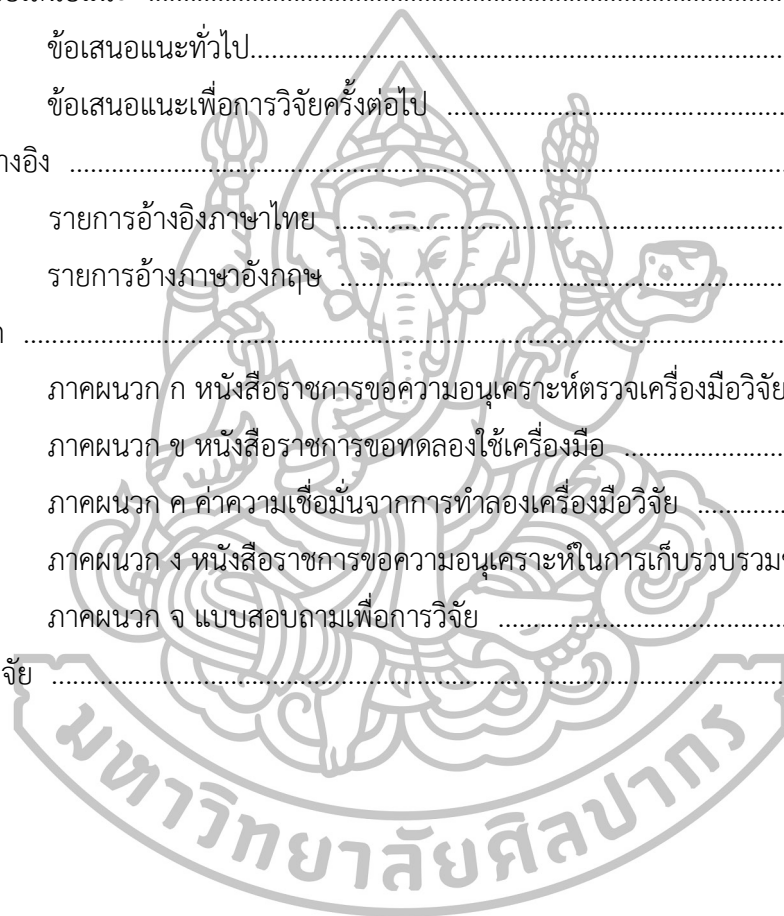 ข้อเสนอแนะทั่วไป
ข้อเสนอแนะเพื่อการวิจัยครั้งต่อไป
รายการอ้างอิงภาษาไทย
รายการอ้างภาษาอังกฤษ
ภาคผนวก ก หนังสือราชการขอความอนุเคราะห์ตรวจเครื่องมือวิจัย
ภาคผนวก ข หนังสือราชการขอทดลองใช้เครื่องมือ
ภาคผนวก ค ค่าความเชื่อมั่นจากการทำลองเครื่องมือวิจัย
ภาคผนวก ง หนังสือราชการขอความอนุเคราะห์ในการเก็บรวบรวม
ภาคผนวก จ แบบสอบถามเพื่อการวิจัย
มหาวิทยาลัยศิลปากร